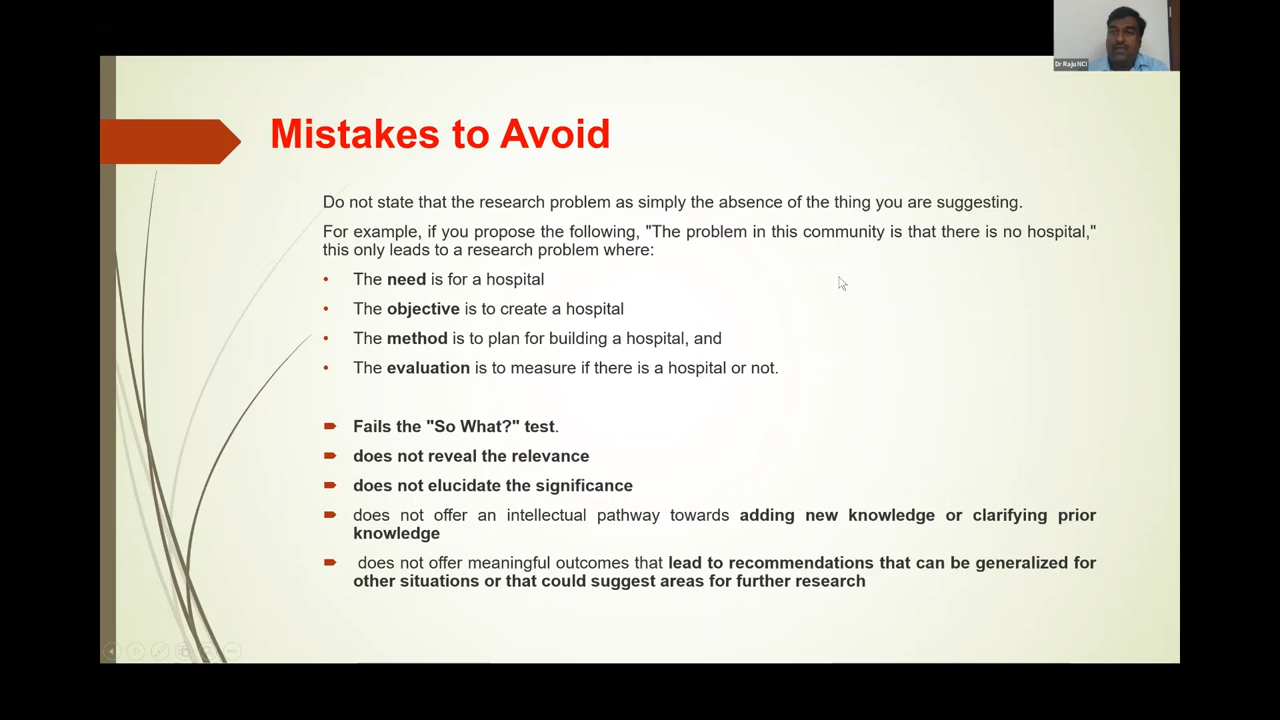 Dr Raju NCI
Mistakes to Avoid
Do not state that the research problem as simply the absence of the thing you are suggesting.
For example, if you propose the following, "The problem in this community is that there is no hospital,"
this only leads to a research problem where:
• The need is for a hospital
• The objective is to create a hospital
• The method is to plan for building a hospital, and
• The evaluation is to measure if there is a hospital or not.
Fails the "So What?" test.
does not reveal the relevance
does not elucidate the significance
does not offer an intellectual pathway towards adding new knowledge or clarifying prior
knowledge
does not offer meaningful outcomes that lead to recommendations that can be generalized for
other situations or that could suggest areas for further research